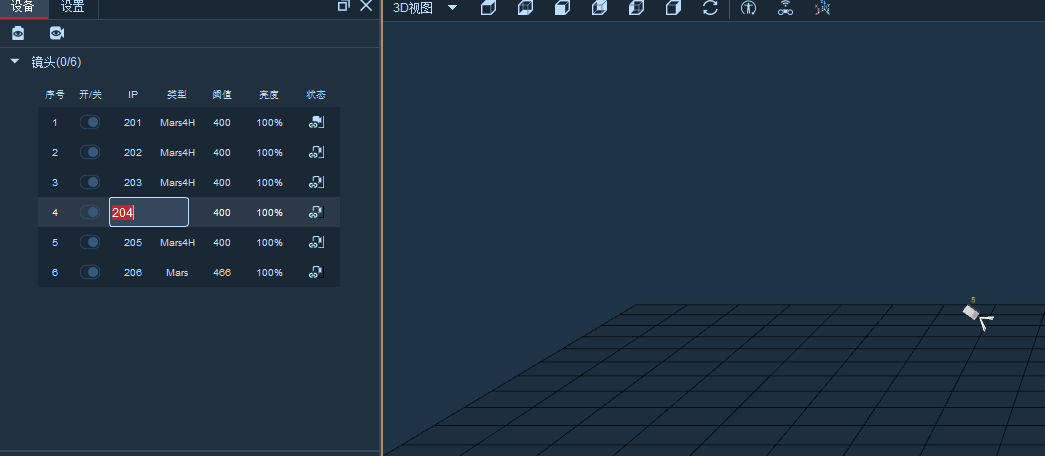 设备 设置 3D视图
镜头(0/6)
序号 开/关 IP 类型 阈值 亮度 状态
1 201 Mars4H 400 100%
2 202 Mars4H 400 100%
3 203 Mars4H 400 100%
4 204 400 100%
5 205 Mars4H 400 100%
6 206 Mars 466 100%
5